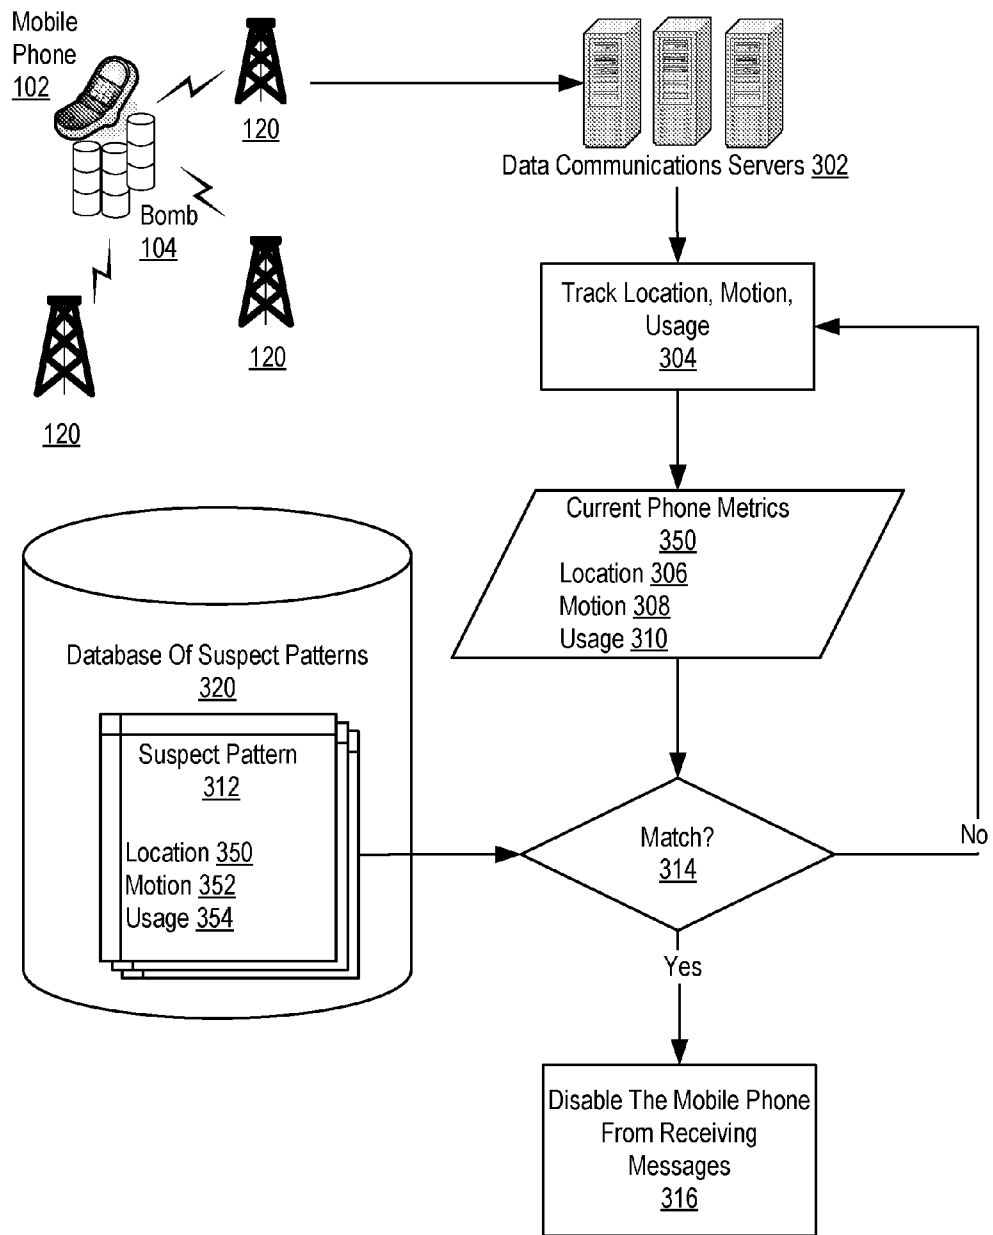 Mobile
Phone
102
120
Bomb
104
120
120
Data Communications Servers 302
Track Location, Motion,
Usage
304
Current Phone Metrics
350
Location 306
Motion 308
Usage 310
Database Of Suspect Patterns
320
Suspect Pattern
312
Location 350
Motion 352
Usage 354
Match?
314
No
Yes
Disable The Mobile Phone
From Receiving
Messages
316